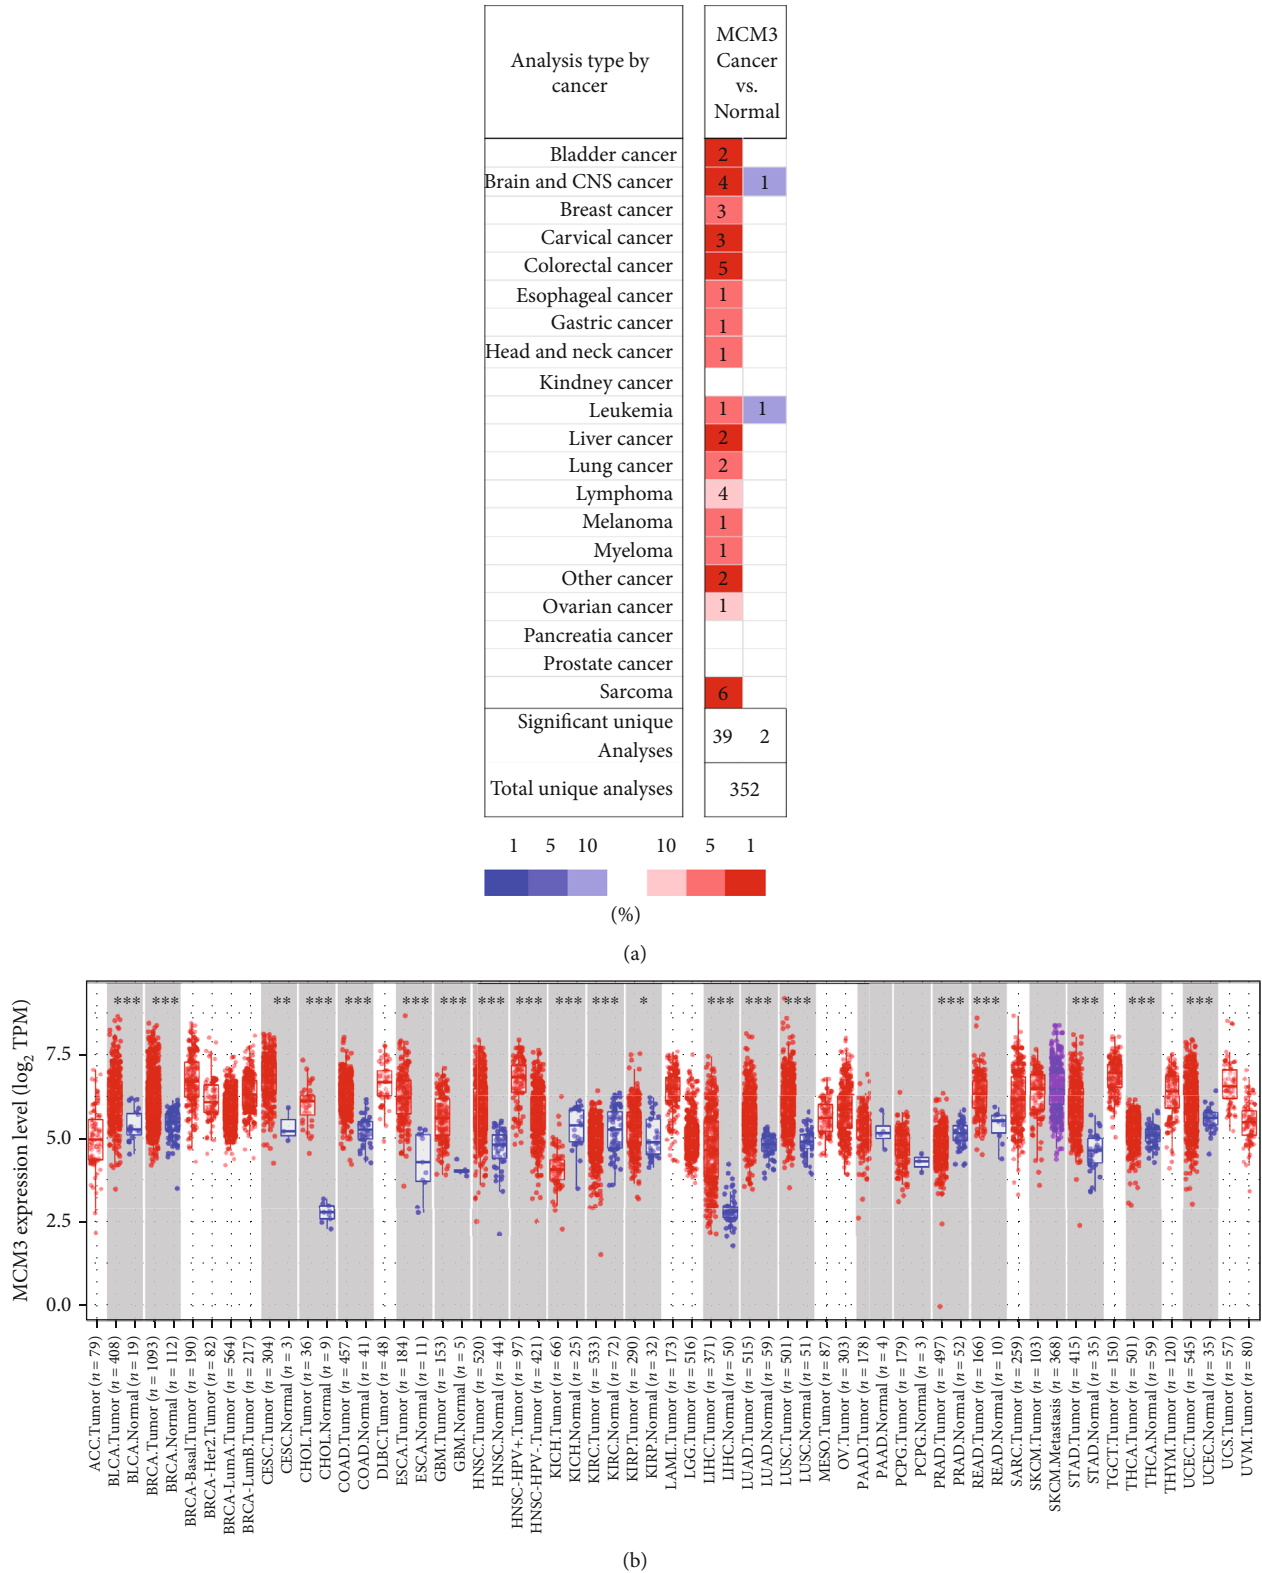 Analysis type by
cancer
MCM3
Cancer
vs.
Normal
Bladder cancer 2
Brain and CNS cancer 4 1
Breast cancer 3
Carvical cancer 3
Colorectal cancer 5
Esophageal cancer 1
Gastric cancer 1
Head and neck cancer 1
Kindney cancer
Leukemia 1 1
Liver cancer 2
Lung cancer 2
Lymphoma 4
Melanoma 1
Myeloma 1
Other cancer 2
Ovarian cancer 1
Pancreatia cancer
Prostate cancer
Sarcoma 6
Significant unique
Analyses 39 2
Total unique analyses 352
1 5 10 10 5 1
(%)
(a)
MCM3 expression level (log₂ TPM)
*** *** ** *** *** *** *** *** *** *** *** * *** *** *** *** *** *** *** ***
7.5
5.0
2.5
0.0
ACC.Tumor (n = 79)
BLCA.Tumor (n = 408)
BLCA.Normal (n = 19)
BRCA.Tumor (n = 1093)
BRCA.Normal (n = 112)
BRCA-Basal.Tumor (n = 190)
BRCA-Her2.Tumor (n = 82)
BRCA-LumA.Tumor (n = 564)
BRCA-LumB.Tumor (n = 217)
CESC.Tumor (n = 304)
CESC.Normal (n = 3)
CHOL.Tumor (n = 36)
CHOL.Normal (n = 9)
COAD.Tumor (n = 457)
COAD.Normal (n = 41)
DLBC.Tumor (n = 48)
ESCA.Tumor (n = 184)
ESCA.Normal (n = 11)
GBM.Tumor (n = 153)
GBM.Normal (n = 5)
HNSC.Tumor (n = 520)
HNSC.Normal (n = 44)
HNSC-HPV+.Tumor (n = 97)
HNSC-HPV-.Tumor (n = 421)
KICH.Tumor (n = 66)
KICH.Normal (n = 25)
KIRC.Tumor (n = 533)
KIRC.Normal (n = 72)
KIRP.Tumor (n = 290)
KIRP.Normal (n = 32)
LAML.Tumor (n = 173)
LGG.Tumor (n = 516)
LIHC.Tumor (n = 371)
LIHC.Normal (n = 50)
LUAD.Tumor (n = 515)
LUAD.Normal (n = 59)
LUSC.Tumor (n = 501)
LUSC.Normal (n = 51)
MESO.Tumor (n = 87)
OV.Tumor (n = 303)
PAAD.Tumor (n = 178)
PAAD.Normal (n = 4)
PCPG.Tumor (n = 179)
PCPG.Normal (n = 3)
PRAD.Tumor (n = 497)
PRAD.Normal (n = 52)
READ.Tumor (n = 166)
READ.Normal (n = 10)
SARC.Tumor (n = 259)
SKCM.Tumor (n = 103)
SKCM.Metastasis (n = 368)
STAD.Tumor (n = 415)
STAD.Normal (n = 35)
TGCT.Tumor (n = 150)
THCA.Tumor (n = 501)
THCA.Normal (n = 59)
THYM.Tumor (n = 120)
UCEC.Tumor (n = 545)
UCEC.Normal (n = 35)
UCS.Tumor (n = 57)
UVM.Tumor (n = 80)
(b)